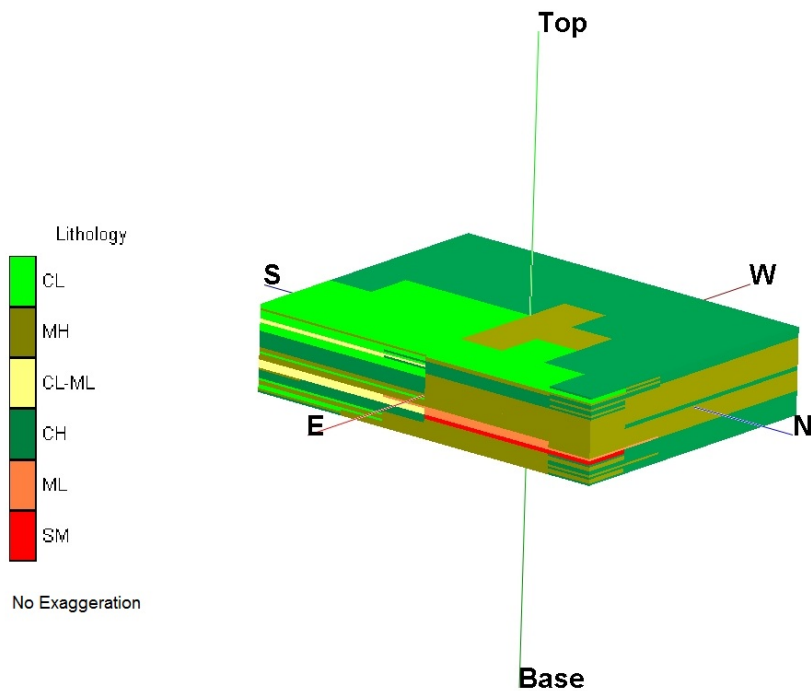 Top
Lithology
CL
MH
CL-ML
CH
ML
SM
No Exaggeration
S
W
E
N
Base